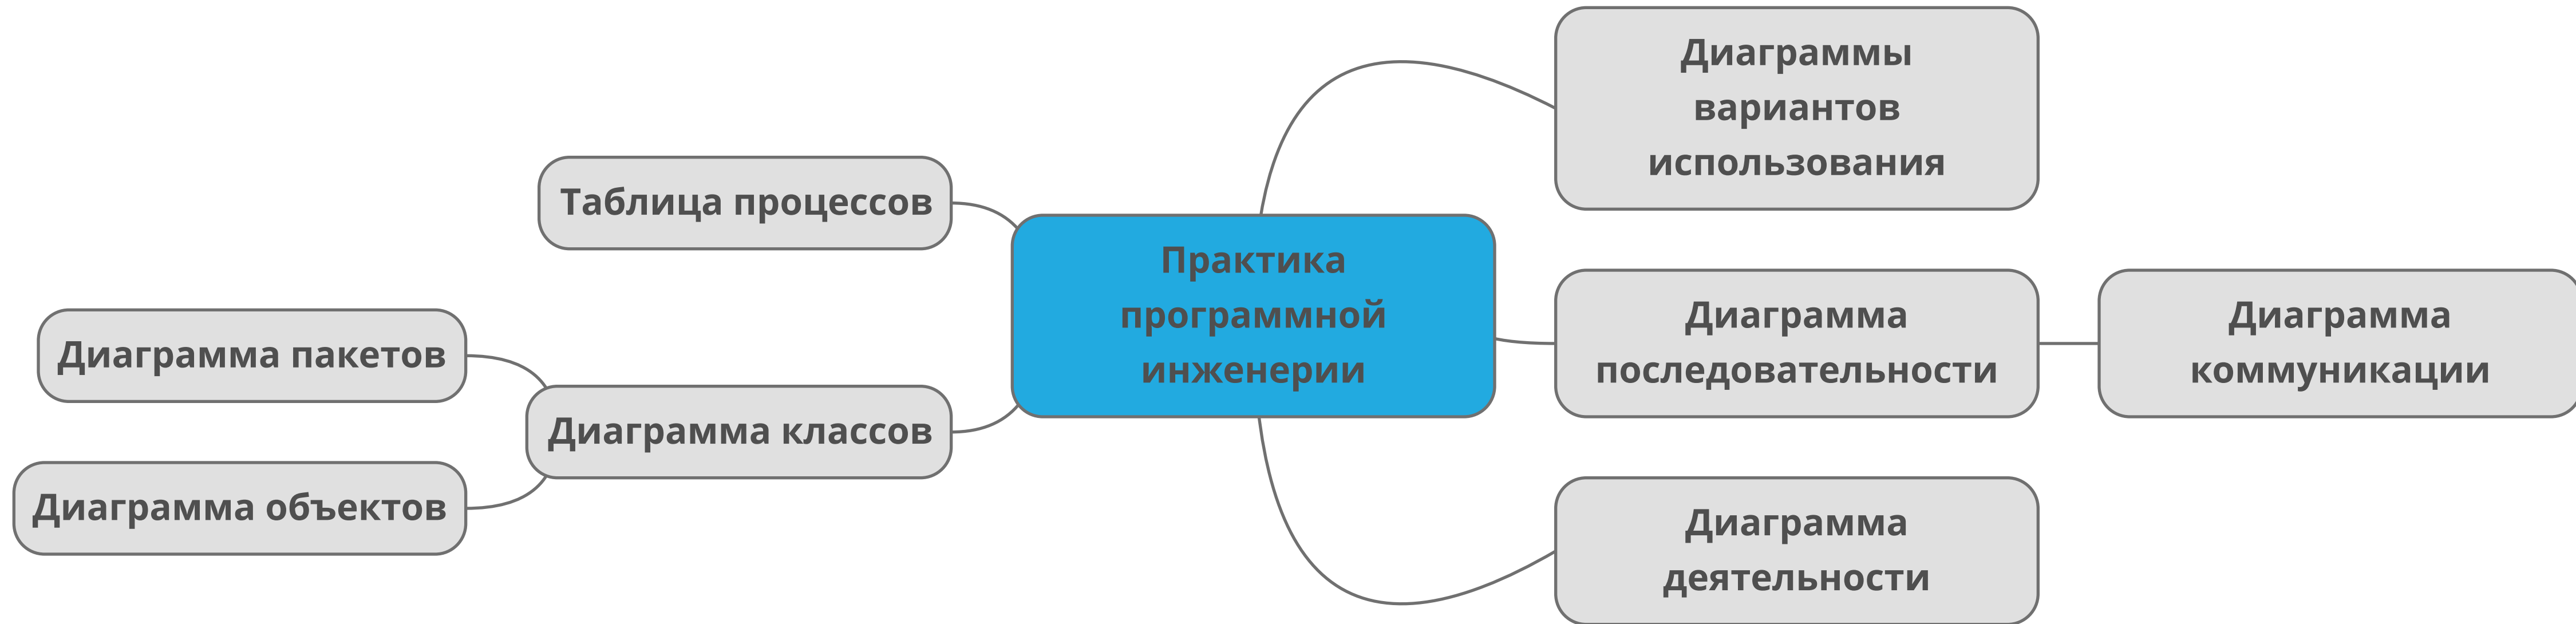 Диаграммы
вариантов
использования
Таблица процессов
Практика
программной
инженерии
Диаграмма
последовательности
Диаграмма
коммуникации
Диаграмма пакетов
Диаграмма классов
Диаграмма объектов
Диаграмма
деятельности